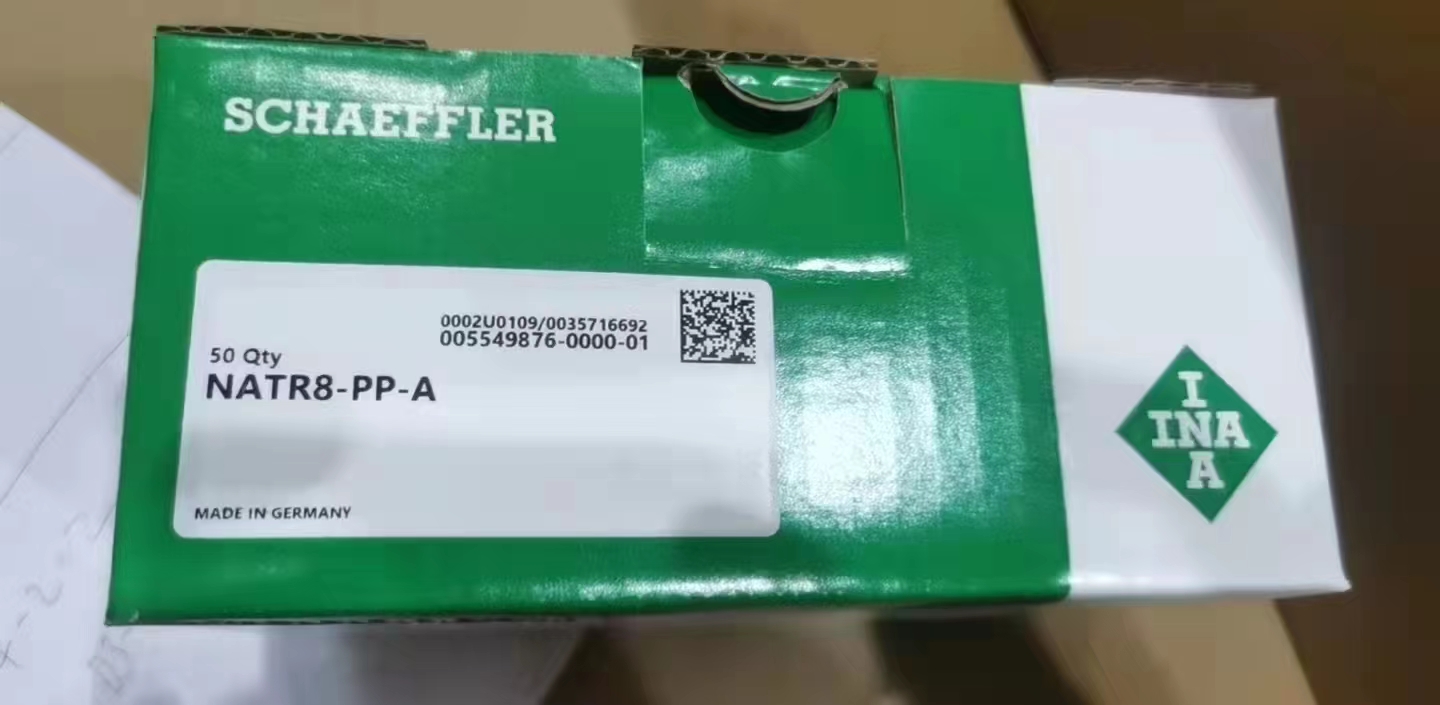 SCHAEFFLER
0002U0109/0035716692
005549876-0000-01
50 Qty
NATR8-PP-A
MADE IN GERMANY
I
INA
A